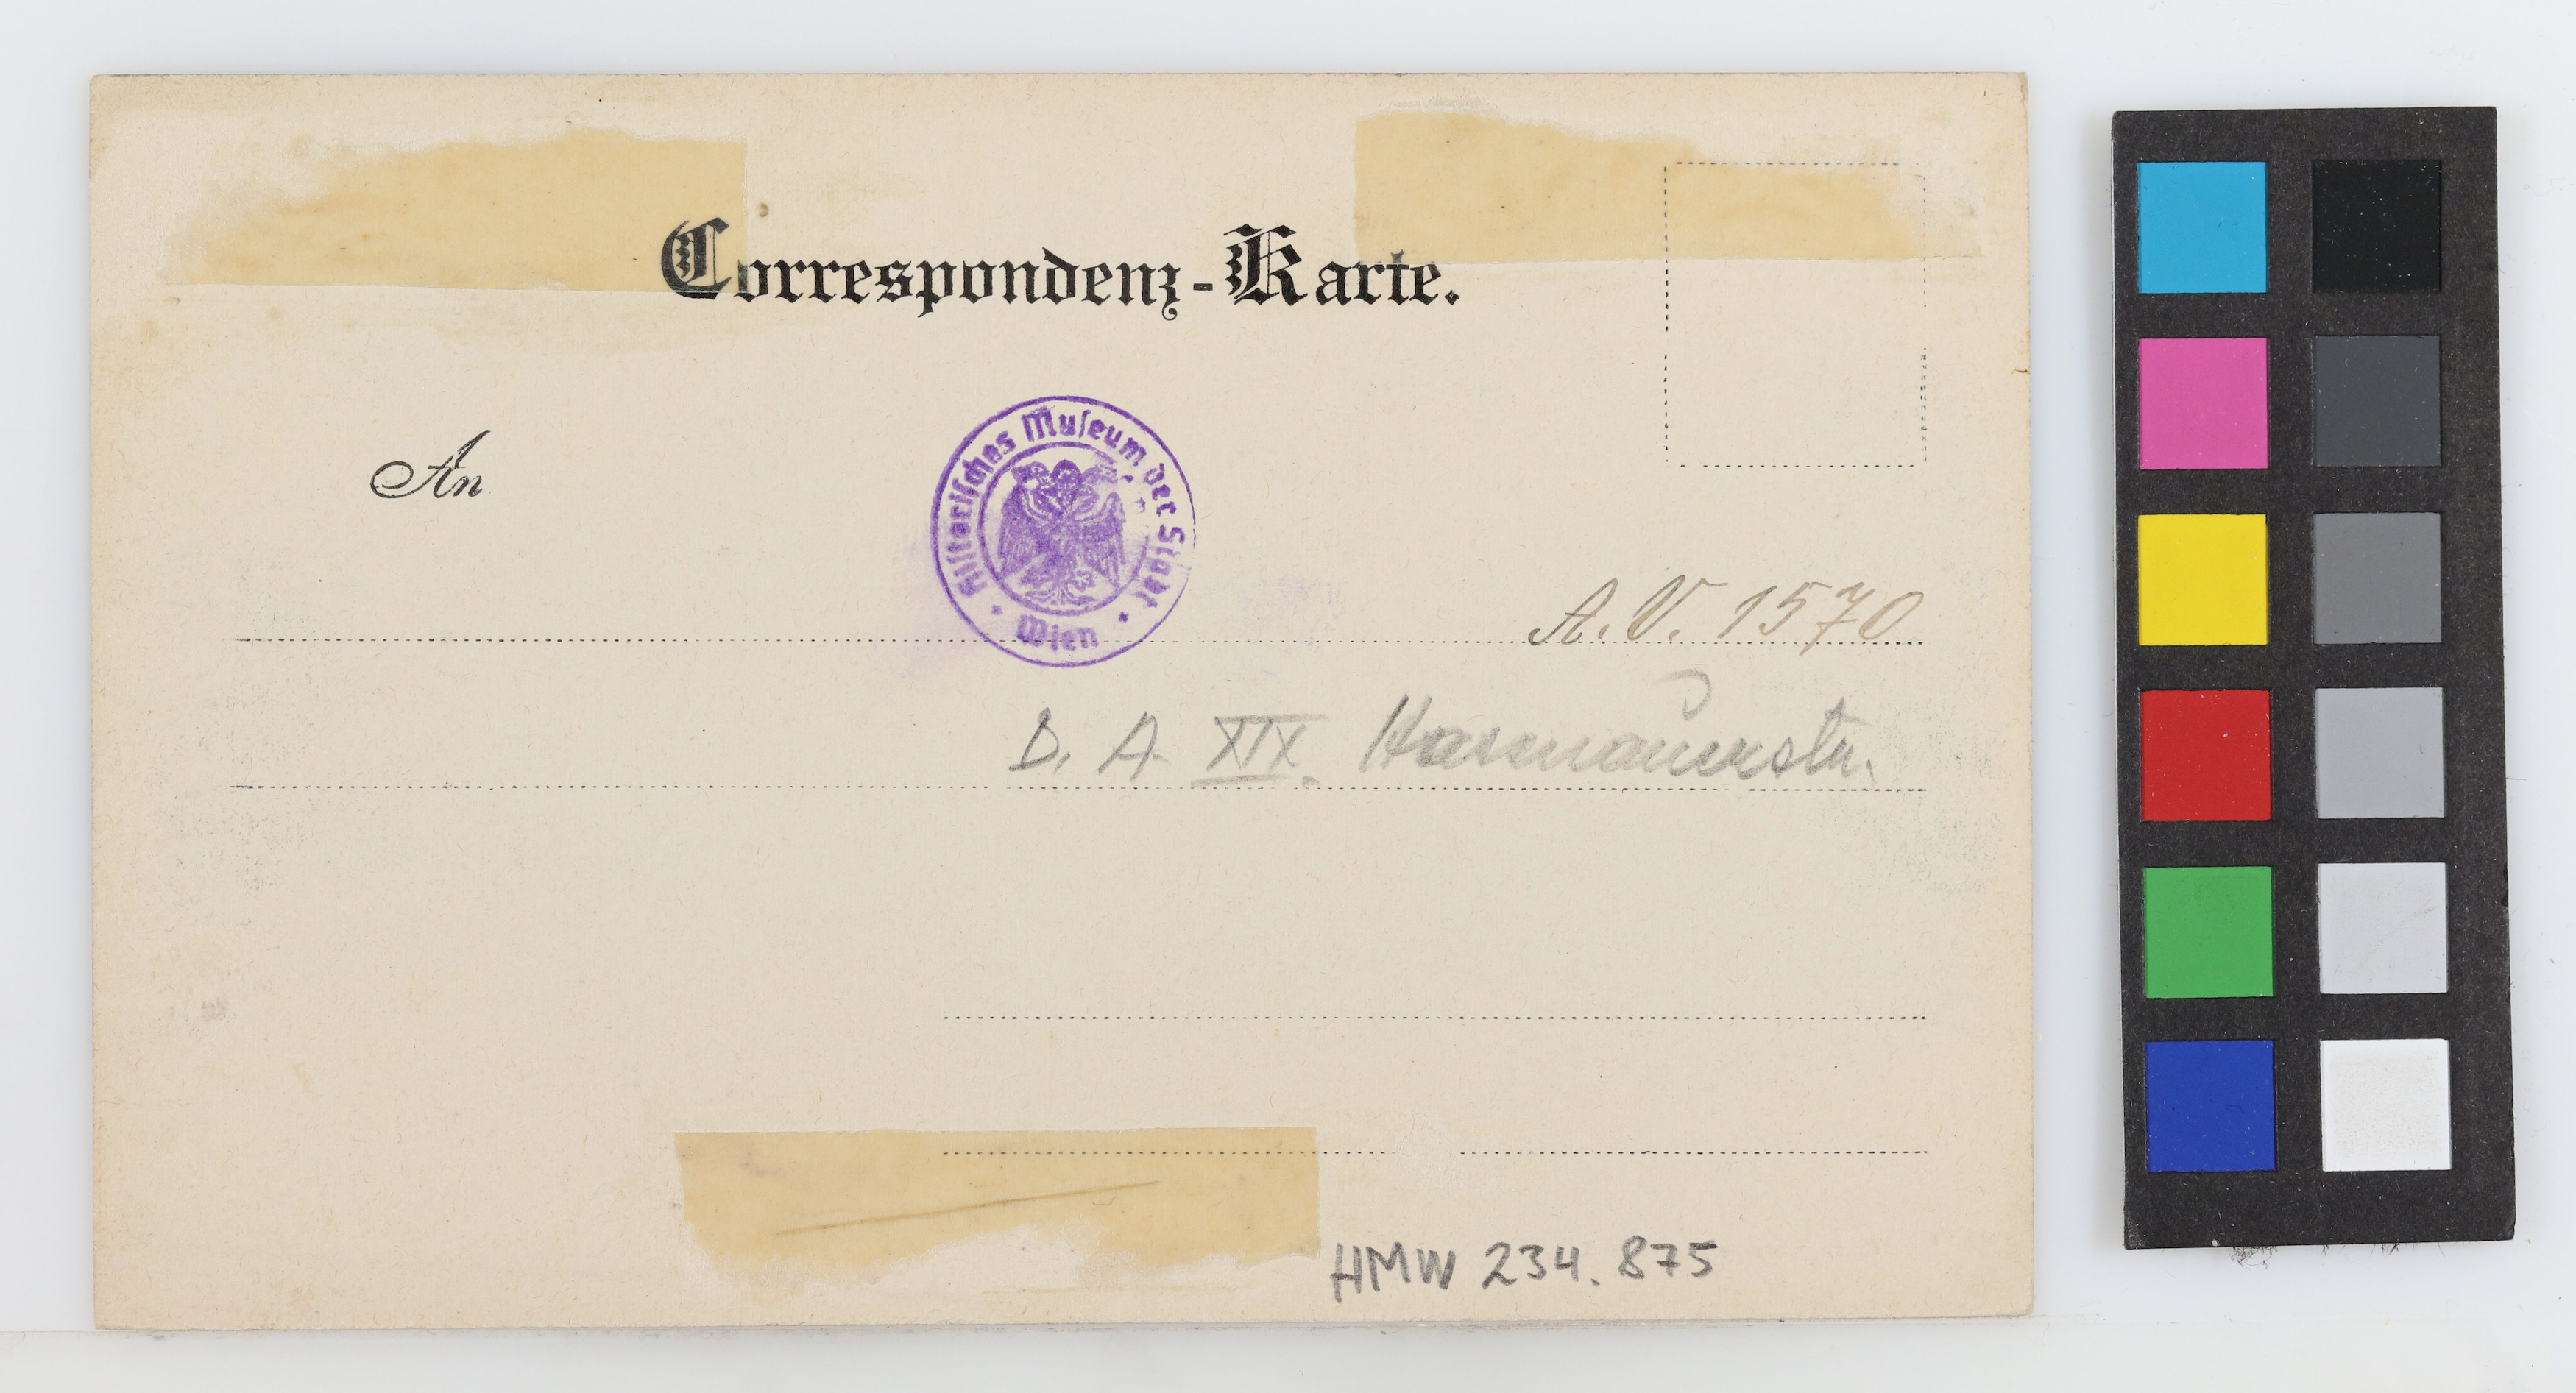 Correspondenz-Karte.
An
Historisches Museum der Stadt
Wien
A.V. 1570
D. A. XIX.
HMW 234.875